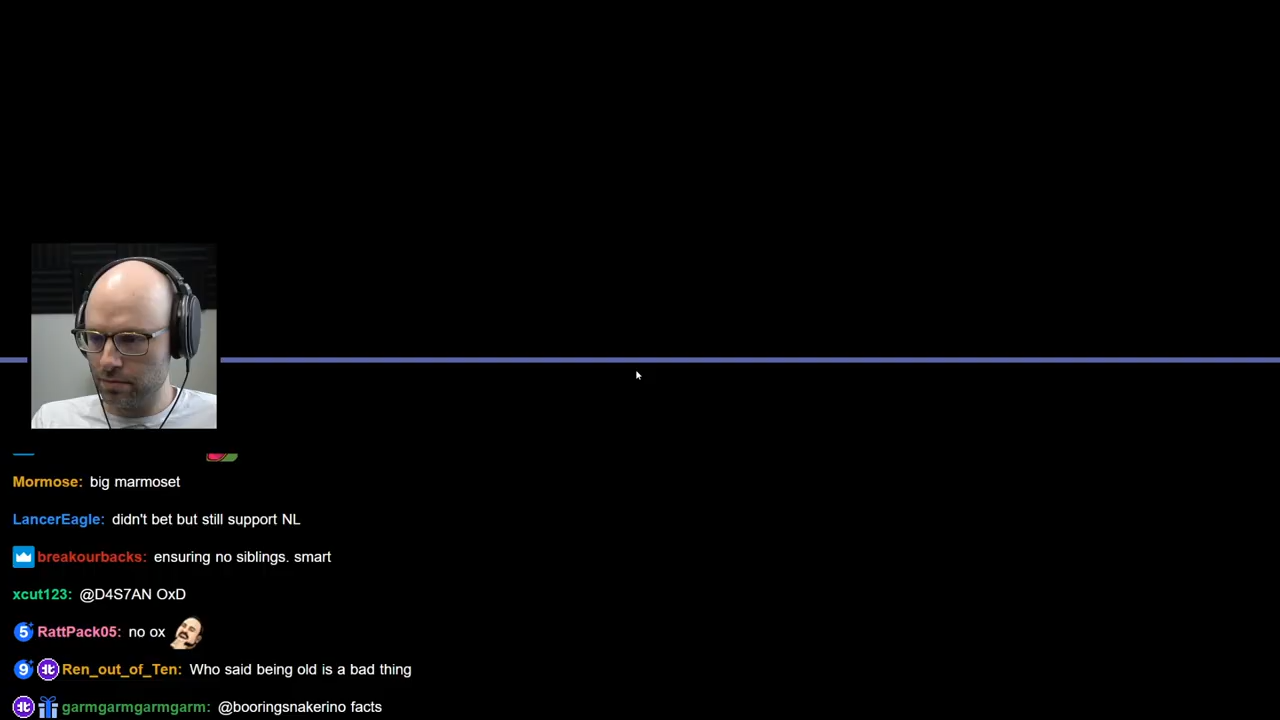 Mormose: big marmoset
LancerEagle: didn't bet but still support NL
breakourbacks: ensuring no siblings. smart
xcut123: @D4S7AN OxD
5 RattPack05: no ox
9 Ren_out_of_Ten: Who said being old is a bad thing
garmgarmgarmgarm: @booringsnakerino facts